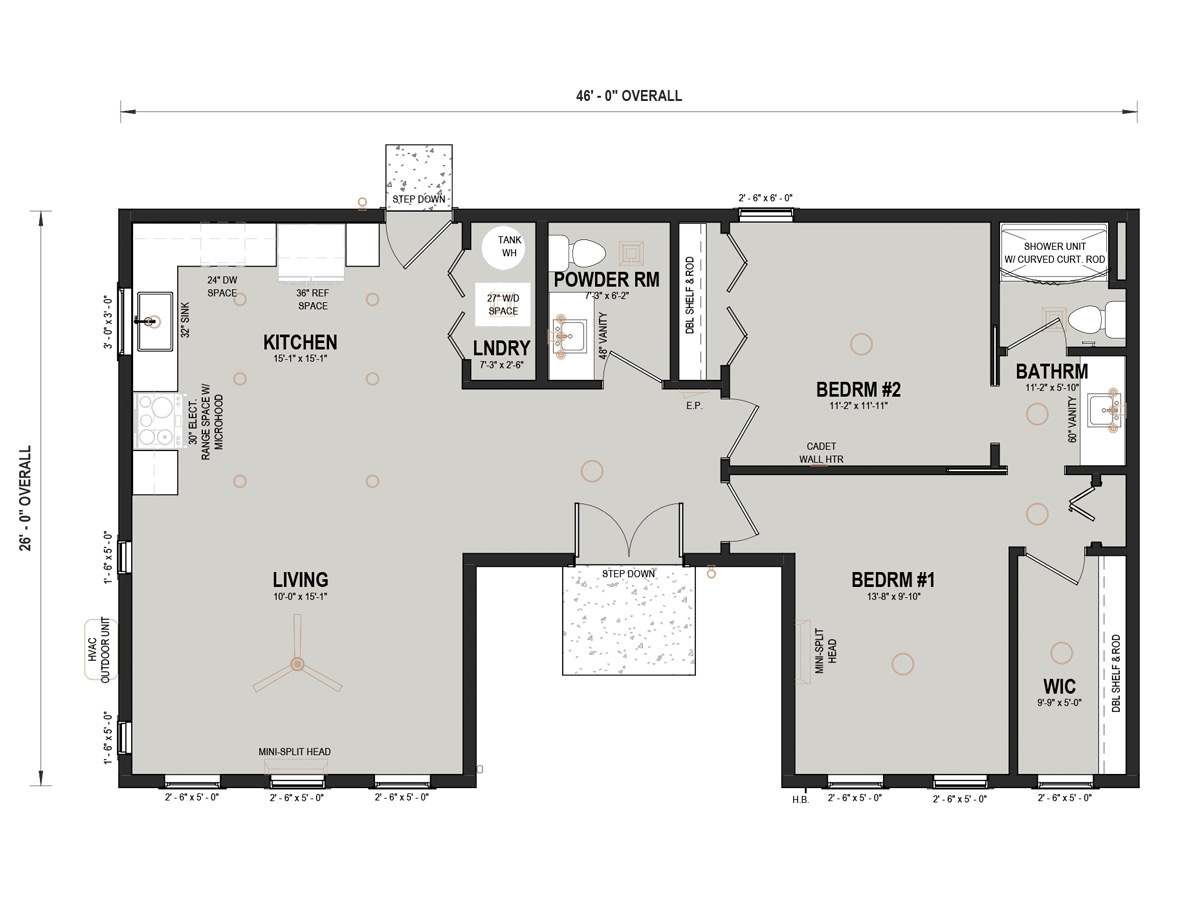 46' - 0" OVERALL
26' - 0" OVERALL
STEP DOWN
2' - 6" x 6' - 0"
24" DW
SPACE
36" REF
SPACE
32" SINK
3' - 0" x 3' - 0"
KITCHEN
15'-1" x 15'-1"
30" ELECT.
RANGE SPACE W/
MICROHOOD
TANK
WH
27" W/D
SPACE
LNDRY
7'-3" x 2'-6"
POWDER RM
7'-3" x 6'-2"
48" VANITY
DBL SHELF & ROD
E.P.
BEDRM #2
11'-2" x 11'-11"
CADET
WALL HTR
SHOWER UNIT
W/ CURVED CURT. ROD
BATHRM
11'-2" x 5'-10"
60" VANITY
1' - 6" x 5' - 0"
LIVING
10'-0" x 15'-1"
HVAC
OUTDOOR UNIT
1' - 6" x 5' - 0"
MINI-SPLIT HEAD
STEP DOWN
BEDRM #1
13'-8" x 9'-10"
MINI-SPLIT
HEAD
WIC
9'-9" x 5'-0"
DBL SHELF & ROD
2' - 6" x 5' - 0"
2' - 6" x 5' - 0"
2' - 6" x 5' - 0"
H.B.
2' - 6" x 5' - 0"
2' - 6" x 5' - 0"
2' - 6" x 5' - 0"